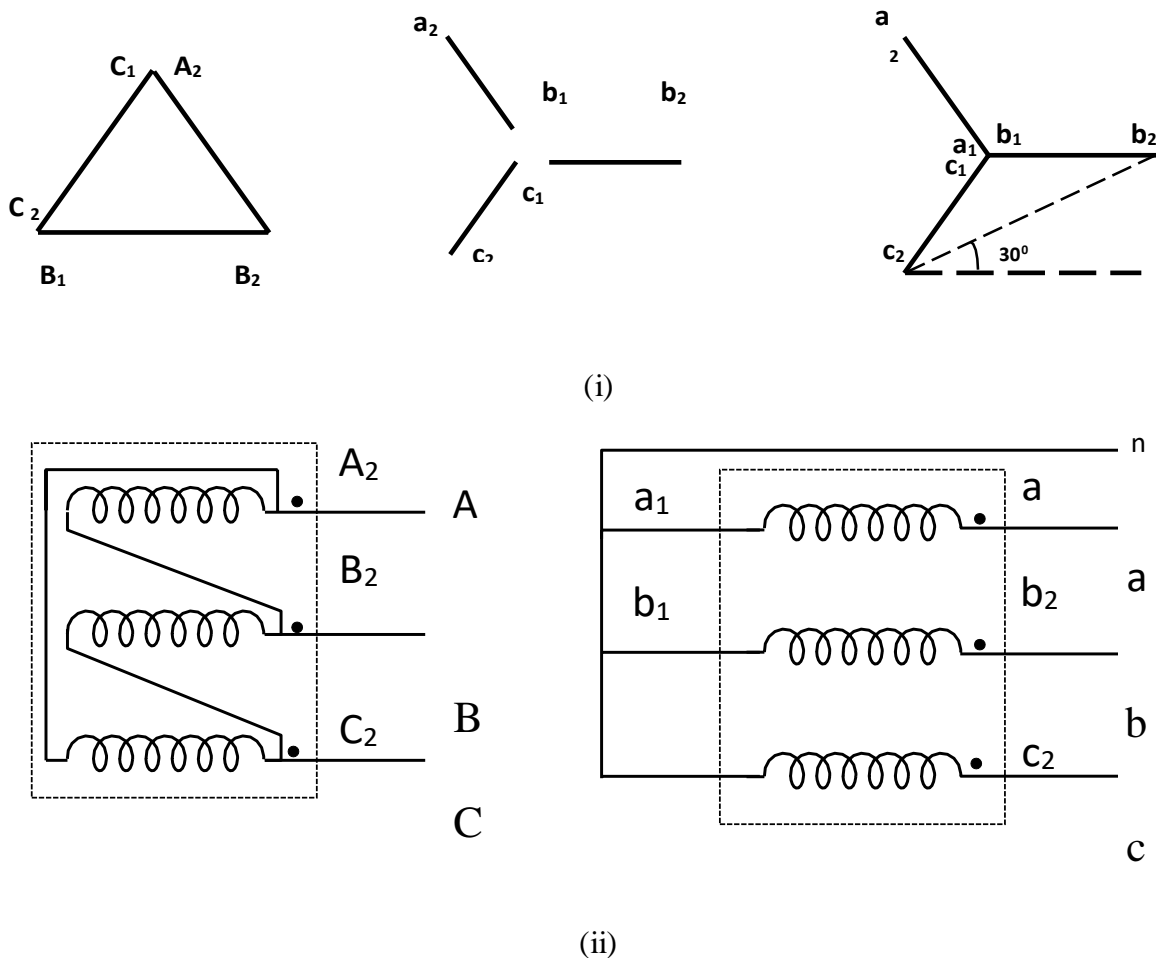 a₂
a
₂
C₁ A₂
b₁ b₂
a₁ b₁ b₂
c₁
c₁
C ₂
c₂
c₂
30⁰
B₁ B₂
(i)
n
A₂
a
a₁
A
B₂
b₂
a
b₁
C₂
B
b
c₂
C
c
(ii)